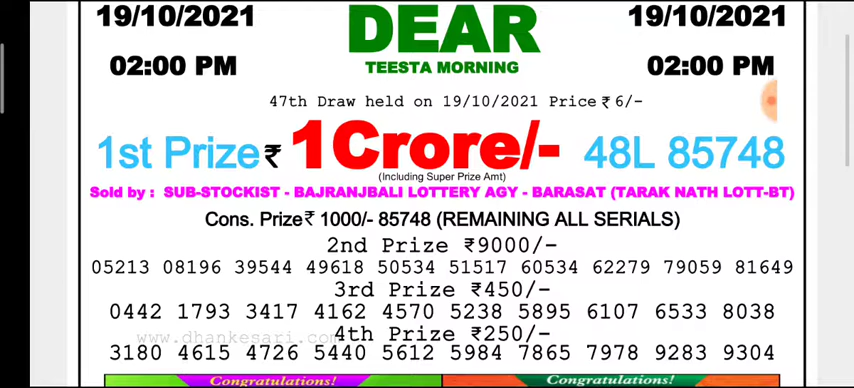 19/10/2021 DEAR 19/10/2021
02:00 PM TEESTA MORNING 02:00 PM
47th Draw held on 19/10/2021 Price ₹ 6/-
1st Prize ₹ 1Crore/- 48L 85748
(Including Super Prize Amt)
Sold by : SUB-STOCKIST - BAJRANJBALI LOTTERY AGY - BARASAT (TARAK NATH LOTT-BT)
Cons. Prize₹ 1000/- 85748 (REMAINING ALL SERIALS)
2nd Prize ₹9000/-
05213 08196 39544 49618 50534 51517 60534 62279 79059 81649
3rd Prize ₹450/-
0442 1793 3417 4162 4570 5238 5895 6107 6533 8038
www.dhankesari.com
4th Prize ₹250/-
3180 4615 4726 5440 5612 5984 7865 7978 9283 9304
Congratulations! Congratulations!